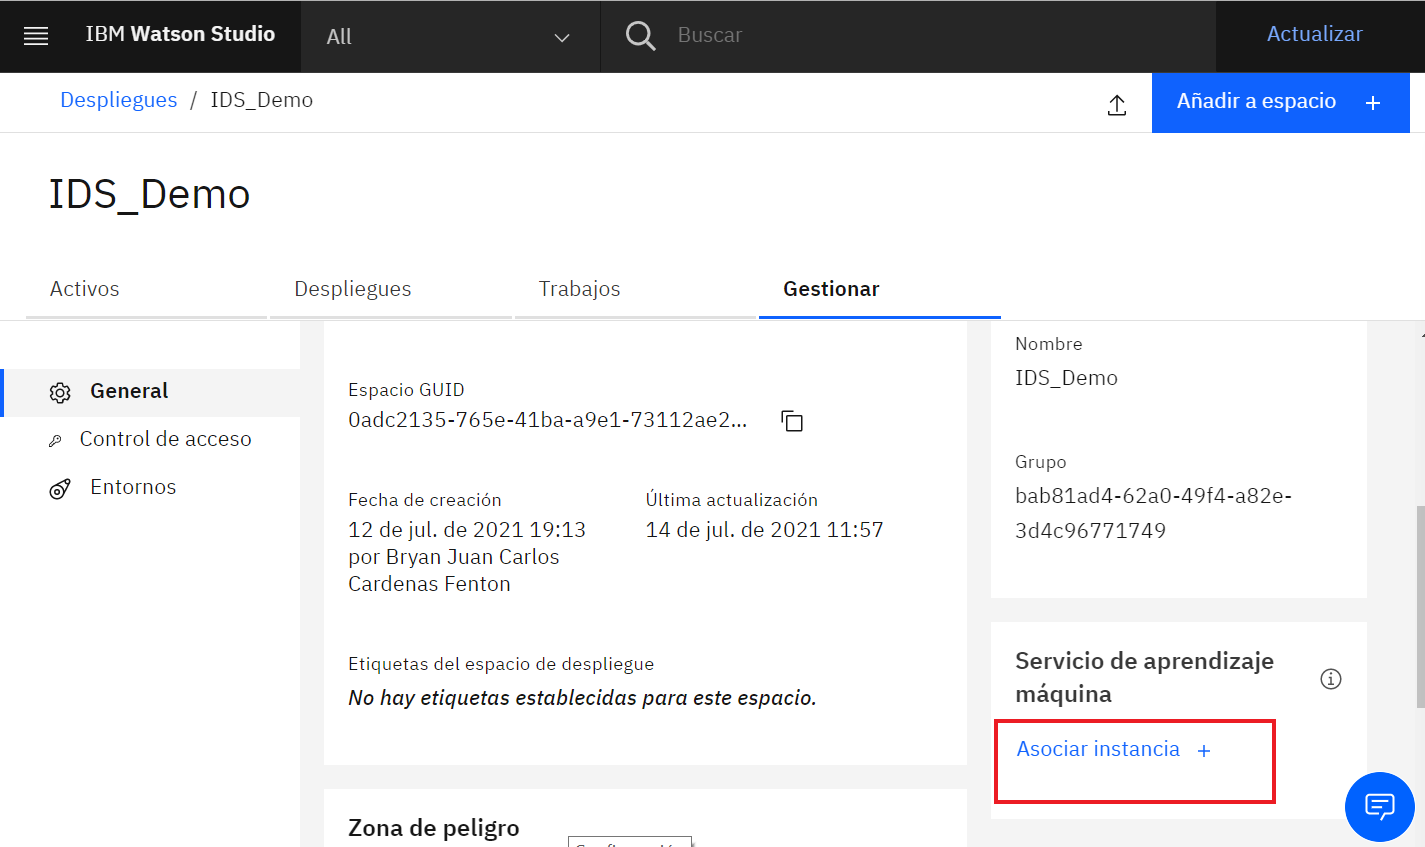 IBM Watson Studio
All
Buscar
Actualizar
Despliegues / IDS_Demo
Añadir a espacio +
IDS_Demo
Activos
Despliegues
Trabajos
Gestionar
General
Control de acceso
Entornos
Espacio GUID
0adc2135-765e-41ba-a9e1-73112ae2...
Fecha de creación
12 de jul. de 2021 19:13
por Bryan Juan Carlos
Cardenas Fenton
Última actualización
14 de jul. de 2021 11:57
Etiquetas del espacio de despliegue
No hay etiquetas establecidas para este espacio.
Zona de peligro
Nombre
IDS_Demo
Grupo
bab81ad4-62a0-49f4-a82e-
3d4c96771749
Servicio de aprendizaje
máquina
Asociar instancia +